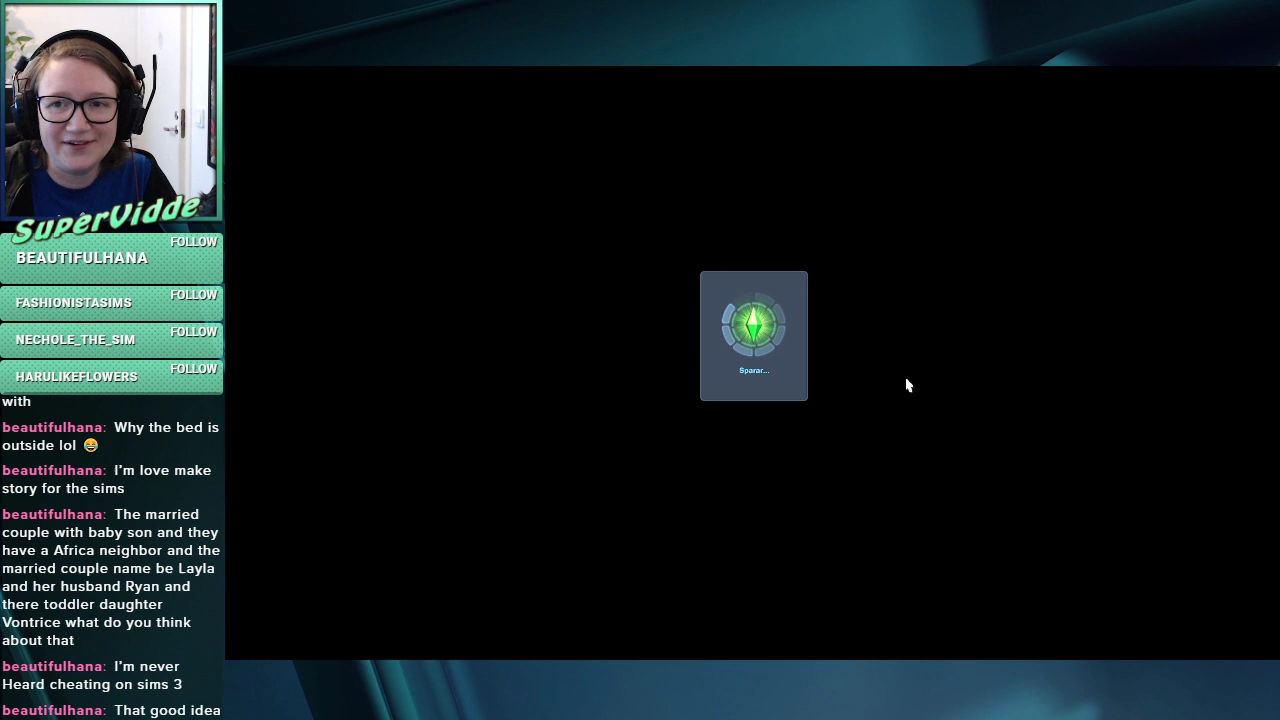 SuperVidde
FOLLOW
BEAUTIFULHANA
FOLLOW
FASHIONISTASIMS
FOLLOW
NECHOLE_THE_SIM
FOLLOW
HARULIKEFLOWERS
with
beautifulhana: Why the bed is
outside lol 😂
beautifulhana: I'm love make
story for the sims
beautifulhana: The married
couple with baby son and they
have a Africa neighbor and the
married couple name be Layla
and her husband Ryan and
there toddler daughter
Vontrice what do you think
about that
beautifulhana: I'm never
Heard cheating on sims 3
beautifulhana: That good idea
Sparar...